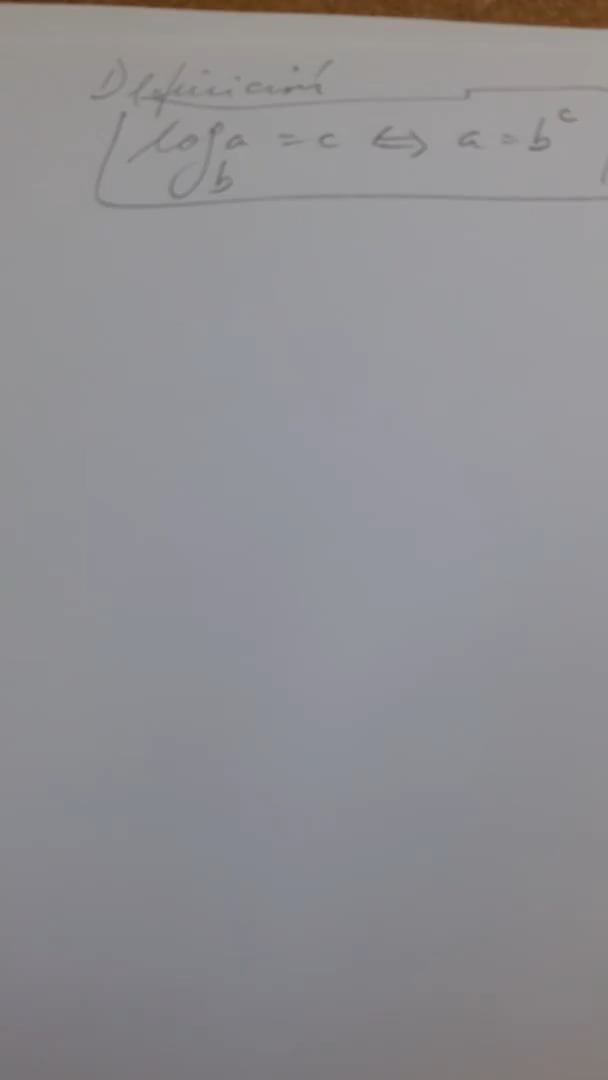 Definición
log_b a = c ⇔ a = b^c